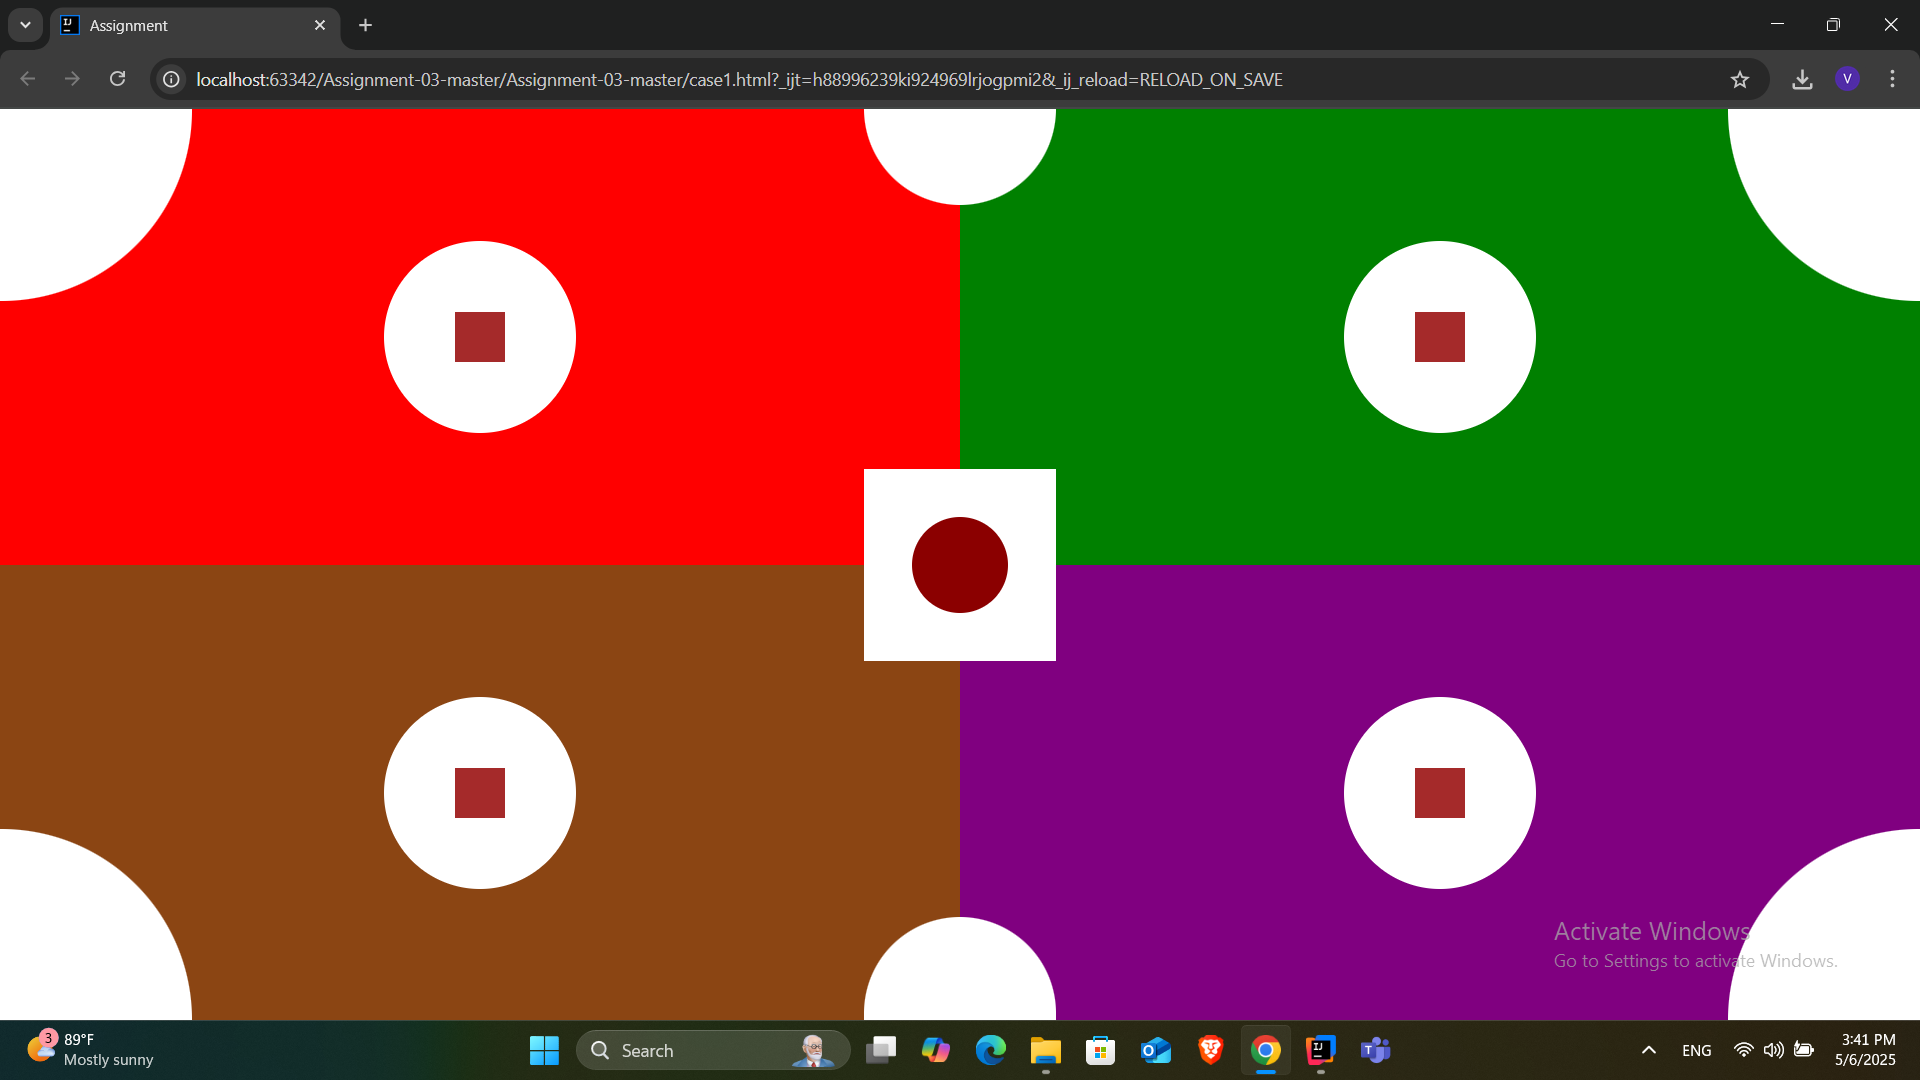 Assignment
localhost:63342/Assignment-03-master/Assignment-03-master/case1.html?_ijt=h88996239ki924969lrjogpmi2&_ij_reload=RELOAD_ON_SAVE
V
Activate Windows
Go to Settings to activate Windows.
3
89°F
Mostly sunny
Search
ENG
3:41 PM
5/6/2025